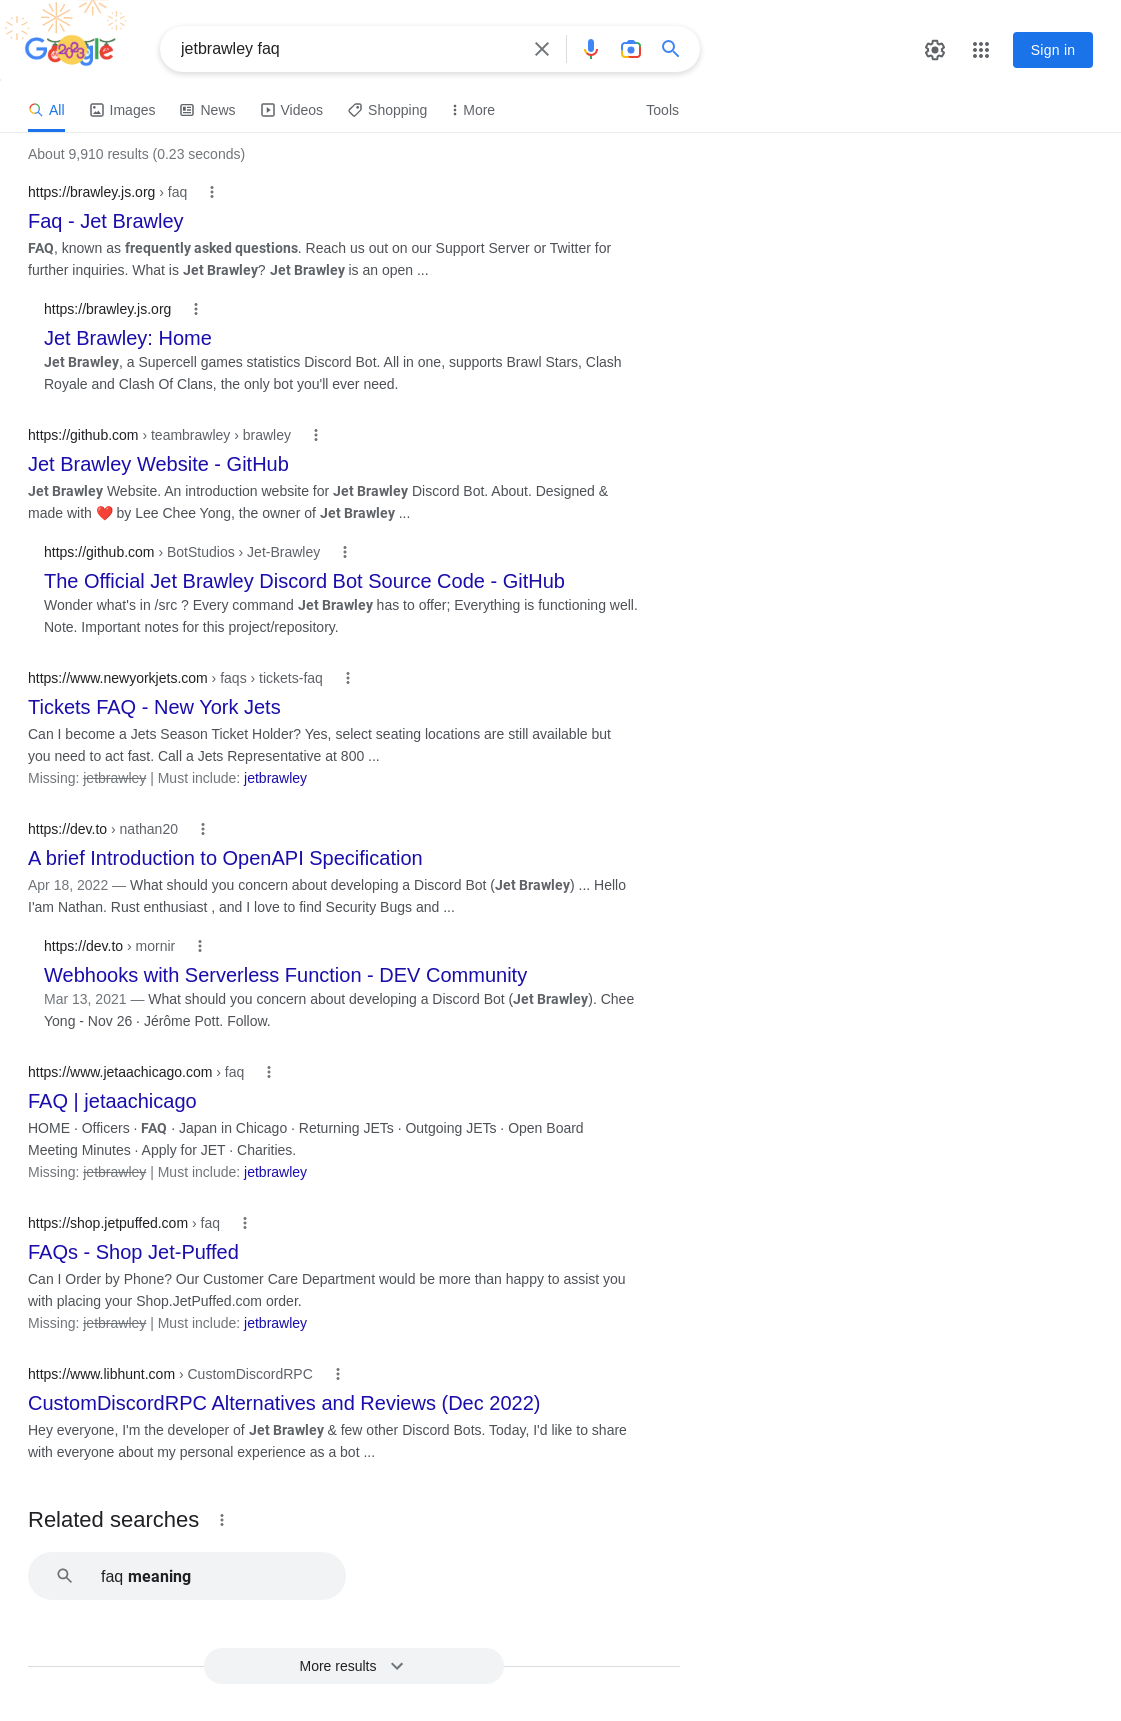 Google
jetbrawley faq
Sign in
All Images News Videos Shopping More Tools
About 9,910 results (0.23 seconds)
https://brawley.js.org › faq
Faq - Jet Brawley
FAQ, known as frequently asked questions. Reach us out on our Support Server or Twitter for
further inquiries. What is Jet Brawley? Jet Brawley is an open ...
https://brawley.js.org
Jet Brawley: Home
Jet Brawley, a Supercell games statistics Discord Bot. All in one, supports Brawl Stars, Clash
Royale and Clash Of Clans, the only bot you'll ever need.
https://github.com › teambrawley › brawley
Jet Brawley Website - GitHub
Jet Brawley Website. An introduction website for Jet Brawley Discord Bot. About. Designed &
made with ❤️ by Lee Chee Yong, the owner of Jet Brawley ...
https://github.com › BotStudios › Jet-Brawley
The Official Jet Brawley Discord Bot Source Code - GitHub
Wonder what's in /src ? Every command Jet Brawley has to offer; Everything is functioning well.
Note. Important notes for this project/repository.
https://www.newyorkjets.com › faqs › tickets-faq
Tickets FAQ - New York Jets
Can I become a Jets Season Ticket Holder? Yes, select seating locations are still available but
you need to act fast. Call a Jets Representative at 800 ...
Missing: jetbrawley | Must include: jetbrawley
https://dev.to › nathan20
A brief Introduction to OpenAPI Specification
Apr 18, 2022 — What should you concern about developing a Discord Bot (Jet Brawley) ... Hello
I'am Nathan. Rust enthusiast , and I love to find Security Bugs and ...
https://dev.to › mornir
Webhooks with Serverless Function - DEV Community
Mar 13, 2021 — What should you concern about developing a Discord Bot (Jet Brawley). Chee
Yong - Nov 26 · Jérôme Pott. Follow.
https://www.jetaachicago.com › faq
FAQ | jetaachicago
HOME · Officers · FAQ · Japan in Chicago · Returning JETs · Outgoing JETs · Open Board
Meeting Minutes · Apply for JET · Charities.
Missing: jetbrawley | Must include: jetbrawley
https://shop.jetpuffed.com › faq
FAQs - Shop Jet-Puffed
Can I Order by Phone? Our Customer Care Department would be more than happy to assist you
with placing your Shop.JetPuffed.com order.
Missing: jetbrawley | Must include: jetbrawley
https://www.libhunt.com › CustomDiscordRPC
CustomDiscordRPC Alternatives and Reviews (Dec 2022)
Hey everyone, I'm the developer of Jet Brawley & few other Discord Bots. Today, I'd like to share
with everyone about my personal experience as a bot ...
Related searches
faq meaning
More results